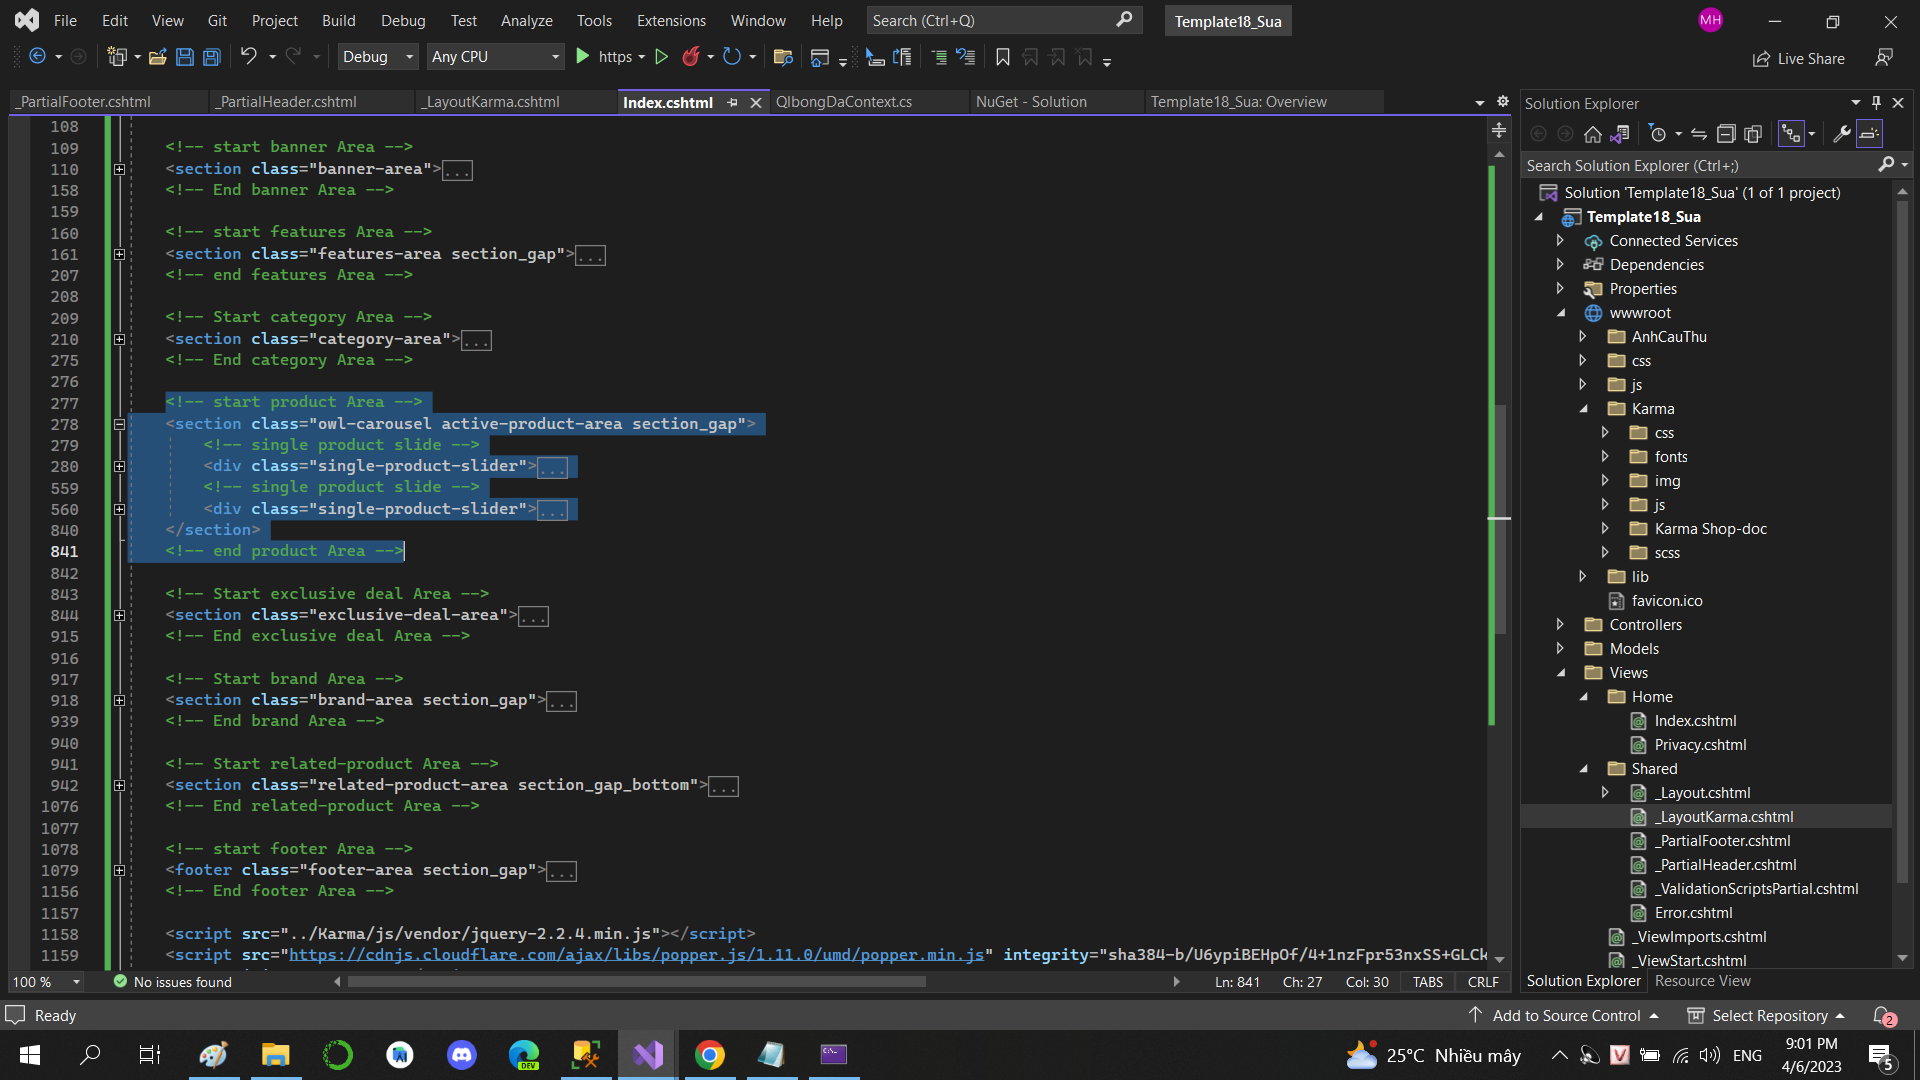 File Edit View Git Project Build Debug Test Analyze Tools Extensions Window Help Search (Ctrl+Q) Template18_Sua MH
Debug Any CPU https Live Share
_PartialFooter.cshtml _PartialHeader.cshtml _LayoutKarma.cshtml Index.cshtml QlbongDaContext.cs NuGet - Solution Template18_Sua: Overview
108
109 <!-- start banner Area -->
110 <section class="banner-area">...
158 <!-- End banner Area -->
159
160 <!-- start features Area -->
161 <section class="features-area section_gap">...
207 <!-- end features Area -->
208
209 <!-- Start category Area -->
210 <section class="category-area">...
275 <!-- End category Area -->
276
277 <!-- start product Area -->
278 <section class="owl-carousel active-product-area section_gap">
279 <!-- single product slide -->
280 <div class="single-product-slider">...
559 <!-- single product slide -->
560 <div class="single-product-slider">...
840 </section>
841 <!-- end product Area -->
842
843 <!-- Start exclusive deal Area -->
844 <section class="exclusive-deal-area">...
915 <!-- End exclusive deal Area -->
916
917 <!-- Start brand Area -->
918 <section class="brand-area section_gap">...
939 <!-- End brand Area -->
940
941 <!-- Start related-product Area -->
942 <section class="related-product-area section_gap_bottom">...
1076 <!-- End related-product Area -->
1077
1078 <!-- start footer Area -->
1079 <footer class="footer-area section_gap">...
1156 <!-- End footer Area -->
1157
1158 <script src="../Karma/js/vendor/jquery-2.2.4.min.js"></script>
1159 <script src="https://cdnjs.cloudflare.com/ajax/libs/popper.js/1.11.0/umd/popper.min.js" integrity="sha384-b/U6ypiBEHpOf/4+1nzFpr53nxSS+GLCk
100 % No issues found Ln: 841 Ch: 27 Col: 30 TABS CRLF
Solution Explorer
Search Solution Explorer (Ctrl+;)
Solution 'Template18_Sua' (1 of 1 project)
Template18_Sua
Connected Services
Dependencies
Properties
wwwroot
AnhCauThu
css
js
Karma
css
fonts
img
js
Karma Shop-doc
scss
lib
favicon.ico
Controllers
Models
Views
Home
Index.cshtml
Privacy.cshtml
Shared
_Layout.cshtml
_LayoutKarma.cshtml
_PartialFooter.cshtml
_PartialHeader.cshtml
_ValidationScriptsPartial.cshtml
Error.cshtml
_ViewImports.cshtml
_ViewStart.cshtml
Solution Explorer Resource View
Ready Add to Source Control Select Repository 2
DEV 25°C Nhiều mây ENG 9:01 PM
4/6/2023 5